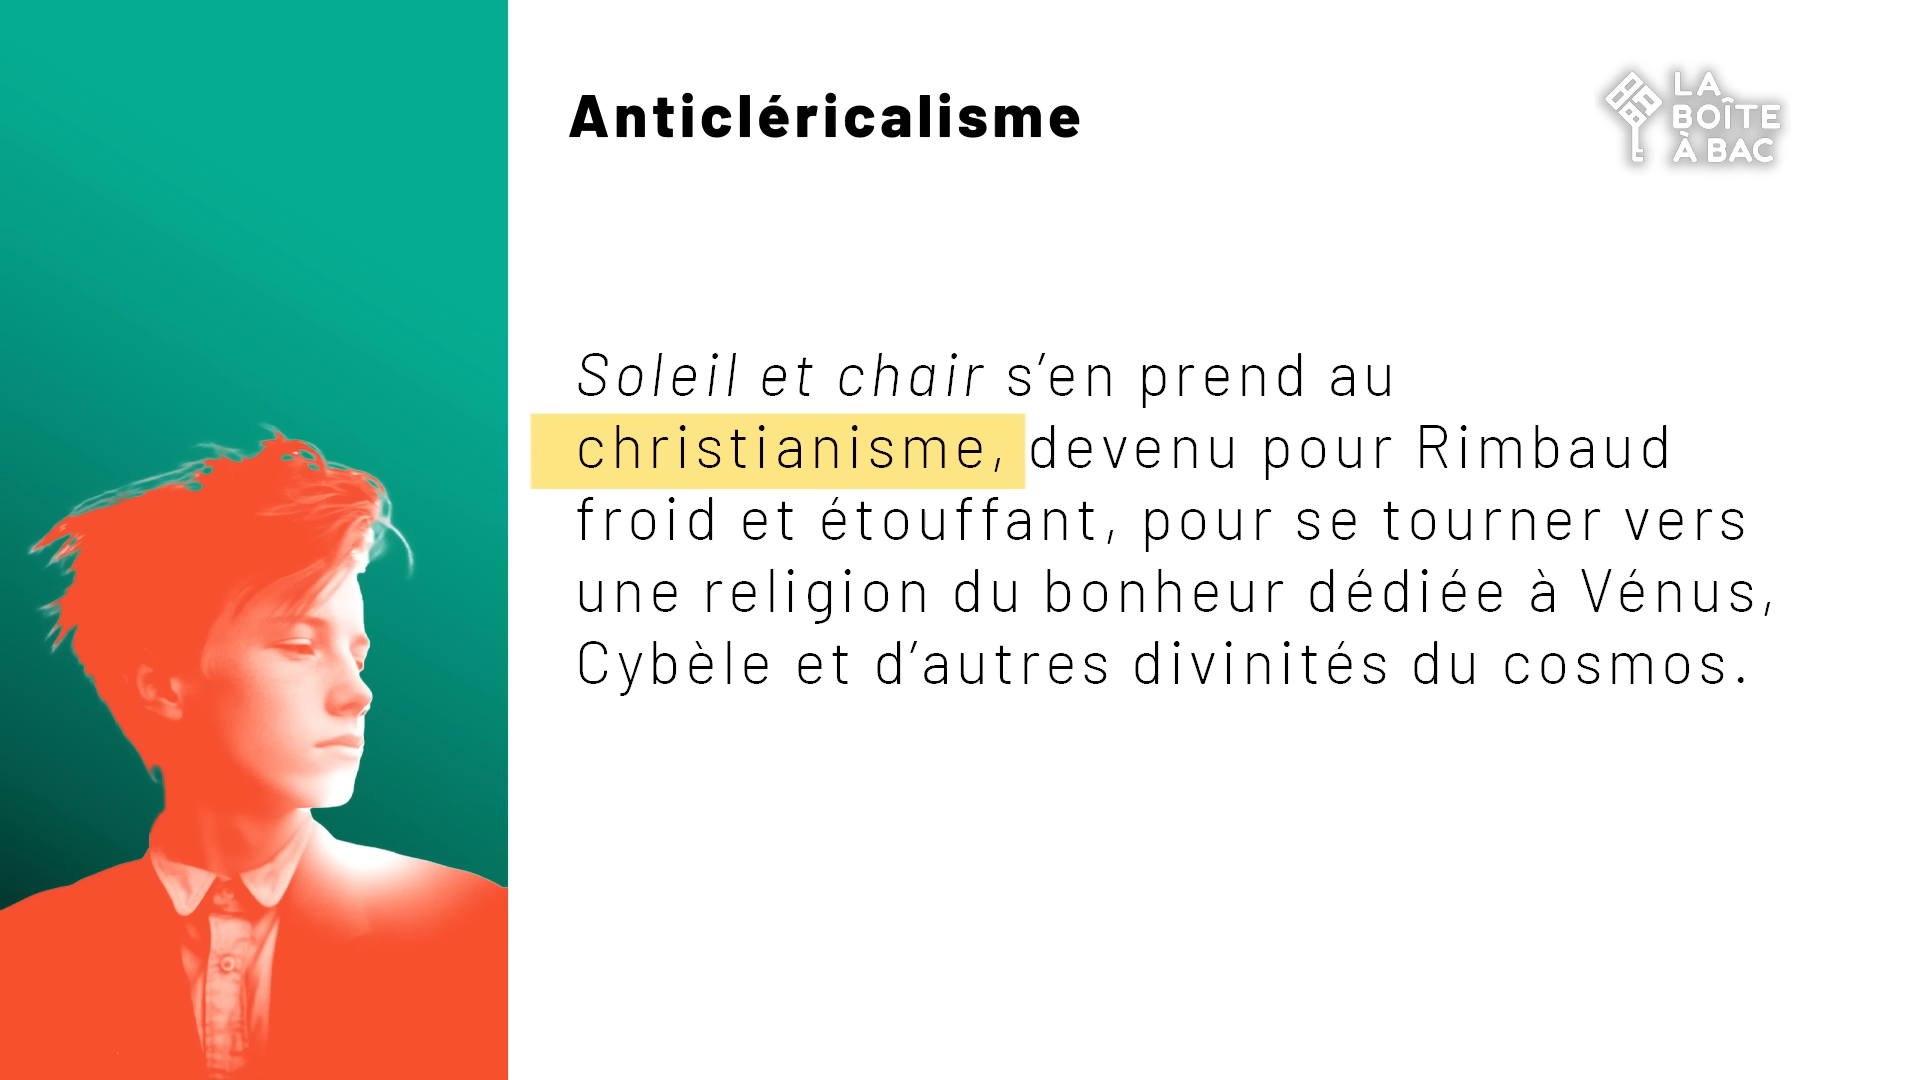 Anticléricalisme
LA
BOÎTE
À BAC
Soleil et chair s’en prend au
christianisme, devenu pour Rimbaud
froid et étouffant, pour se tourner vers
une religion du bonheur dédiée à Vénus,
Cybèle et d’autres divinités du cosmos.